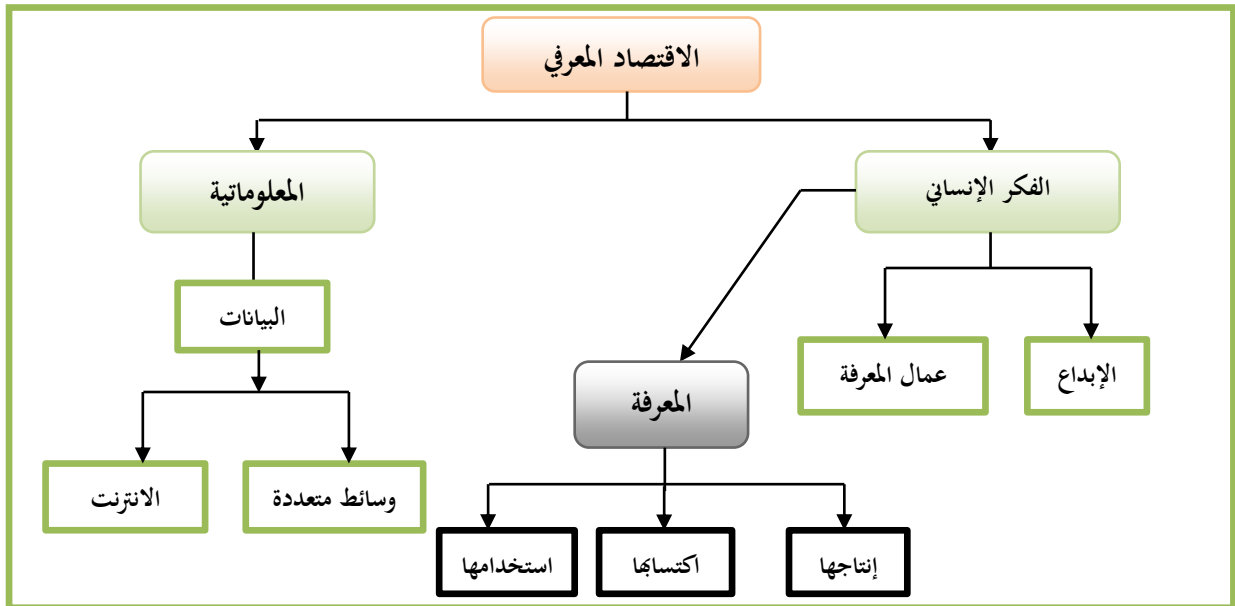 الاقتصاد المعرفي
الفكر الإنساني
المعلوماتية
البيانات
الإبداع
عمال المعرفة
المعرفة
وسائط متعددة
الانترنت
إنتاجها
اكتسابها
استخدامها